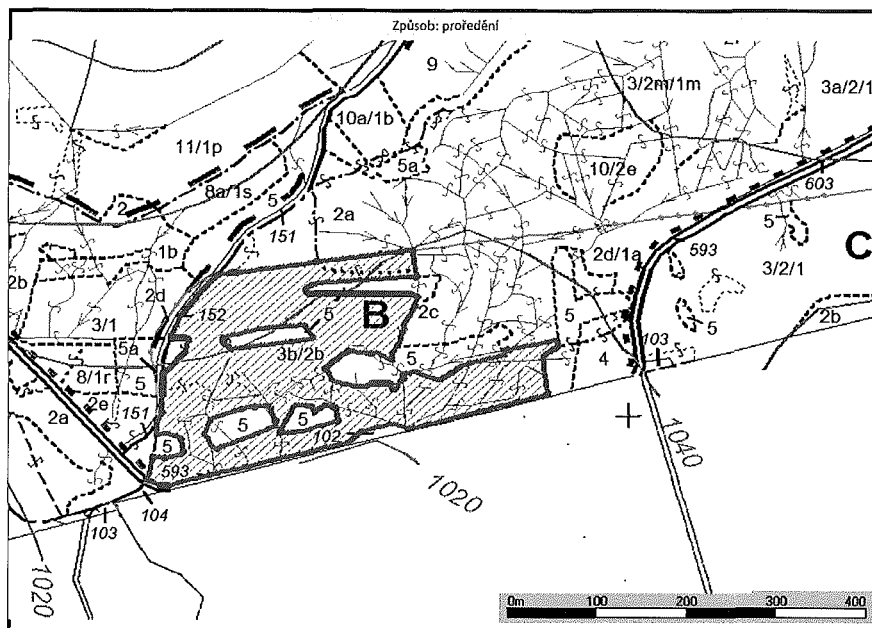 Způsob: proředění
9
3/2m/1m
3a/2/1
10a/1b
11/1p
5a
10/2e
603
8a/1s
5
2
2a
151
5
593
C
1b
2d/1a
3/2/1
2b
2d
152
5
B
2c
5
5
2b
3/1
5a
3b/2b
5
103
4
8/1r
5
2a
2e
151
5
5
102
5
593
1020
1040
104
103
1020
0m 100 200 300 400